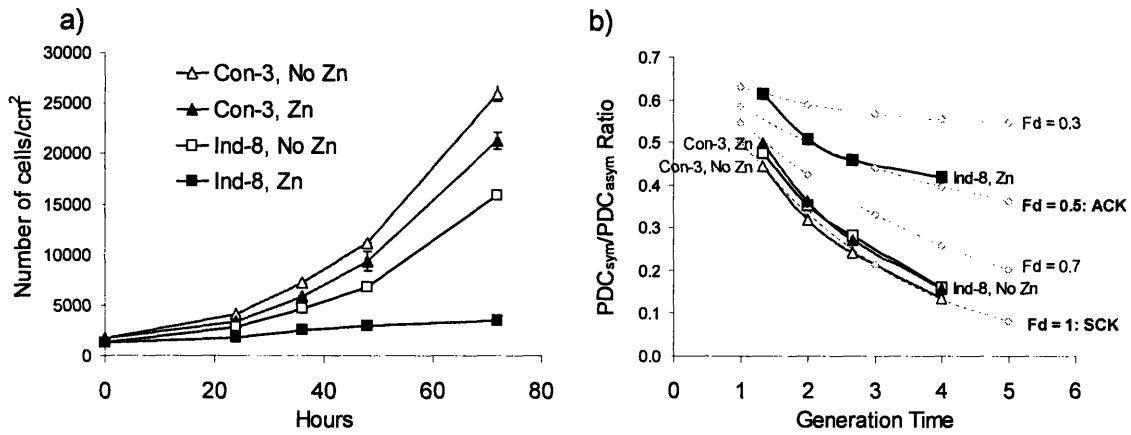 a)
30000
25000
20000
15000
10000
5000
0
Number of cells/cm²
Con-3, No Zn
Con-3, Zn
Ind-8, No Zn
Ind-8, Zn
0 20 40 60 80
Hours
b)
0.7
0.6
0.5
0.4
0.3
0.2
0.1
0.0
PDCsym/PDCasym Ratio
Con-3, Zn
Con-3, No Zn
Fd = 0.3
Ind-8, Zn
Fd = 0.5: ACK
Fd = 0.7
Ind-8, No Zn
Fd = 1: SCK
0 1 2 3 4 5 6
Generation Time